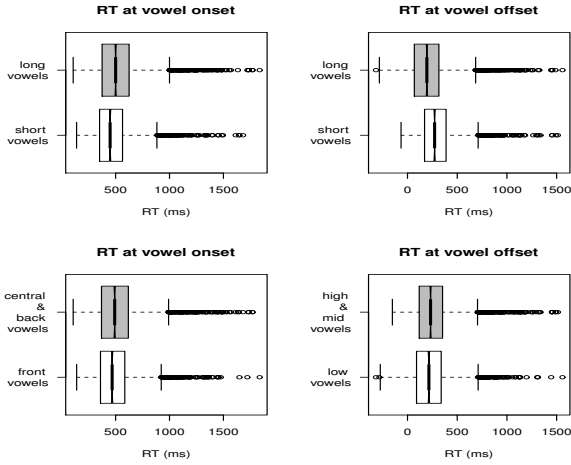 RT at vowel onset
long
vowels
short
vowels
500 1000 1500
RT (ms)
RT at vowel offset
long
vowels
short
vowels
0 500 1000 1500
RT (ms)
RT at vowel onset
central
&
back
vowels
front
vowels
500 1000 1500
RT (ms)
RT at vowel offset
high
&
mid
vowels
low
vowels
0 500 1000 1500
RT (ms)